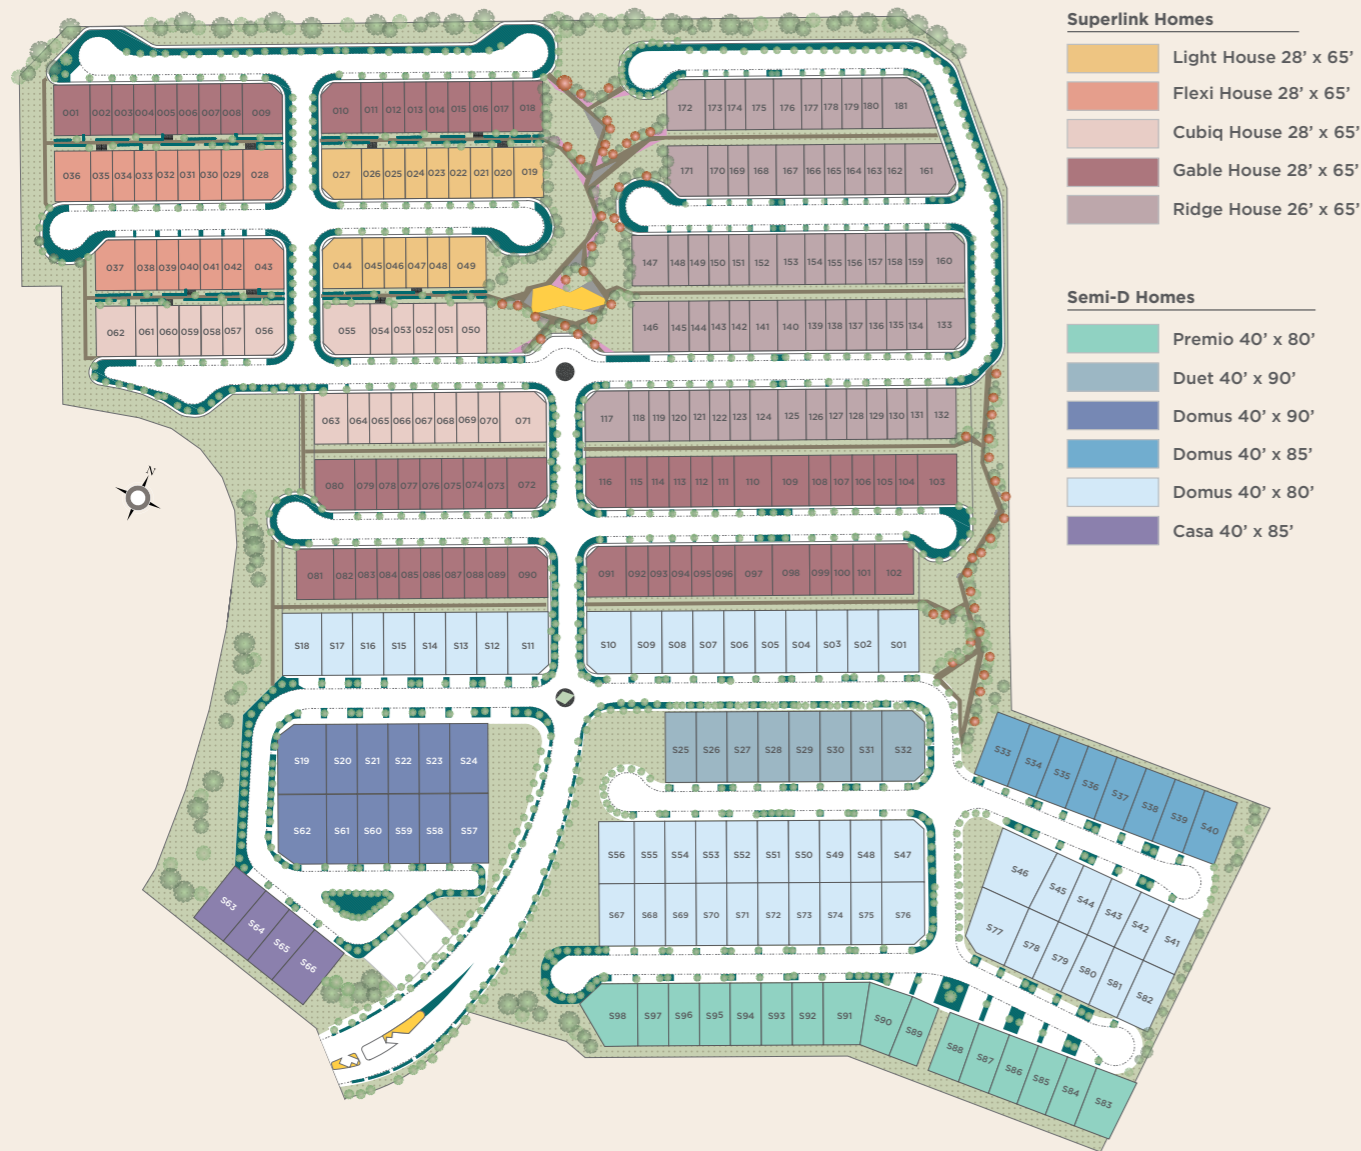 Superlink Homes
Light House 28’ x 65’
Flexi House 28’ x 65’
Cubiq House 28’ x 65’
Gable House 28’ x 65’
Ridge House 26’ x 65’
Semi-D Homes
Premio 40’ x 80’
Duet 40’ x 90’
Domus 40’ x 90’
Domus 40’ x 85’
Domus 40’ x 80’
Casa 40’ x 85’
001 002 003 004 005 006 007 008 009
010 011 012 013 014 015 016 017 018
172 173 174 175 176 177 178 179 180 181
036 035 034 033 032 031 030 029 028
027 026 025 024 023 022 021 020 019
171 170 169 168 167 166 165 164 163 162 161
037 038 039 040 041 042 043
044 045 046 047 048 049
147 148 149 150 151 152 153 154 155 156 157 158 159 160
062 061 060 059 058 057 056
055 054 053 052 051 050
146 145 144 143 142 141 140 139 138 137 136 135 134 133
063 064 065 066 067 068 069 070 071
117 118 119 120 121 122 123 124 125 126 127 128 129 130 131 132
080 079 078 077 076 075 074 073 072
116 115 114 113 112 111 110 109 108 107 106 105 104 103
N
081 082 083 084 085 086 087 088 089 090
091 092 093 094 095 096 097 098 099 100 101 102
S18 S17 S16 S15 S14 S13 S12 S11
S10 S09 S08 S07 S06 S05 S04 S03 S02 S01
S19 S20 S21 S22 S23 S24
S25 S26 S27 S28 S29 S30 S31 S32
S33 S34 S35 S36 S37 S38 S39 S40
S62 S61 S60 S59 S58 S57
S56 S55 S54 S53 S52 S51 S50 S49 S48 S47
S46 S45 S44 S43 S42 S41
S63 S64 S65 S66
S67 S68 S69 S70 S71 S72 S73 S74 S75 S76
S77 S78 S79 S80 S81 S82
S98 S97 S96 S95 S94 S93 S92 S91 S90 S89
S88 S87 S86 S85 S84 S83